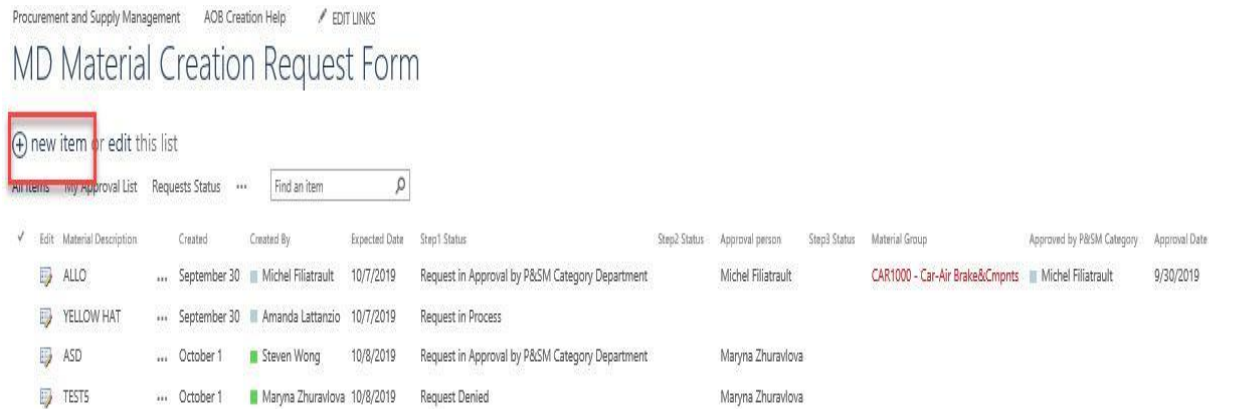 Procurement and Supply Management AOB Creation Help EDIT LINKS
MD Material Creation Request Form
new item or edit this list
All Items My Approval List Requests Status ... Find an item
Edit Material Description Created Created By Expected Date Step1 Status Step2 Status Approval person Step3 Status Material Group Approved by P&SM Category Approval Date
ALLO ... September 30 Michel Filiatrault 10/7/2019 Request in Approval by P&SM Category Department Michel Filiatrault CAR1000 - Car-Air Brake&Cmpnts Michel Filiatrault 9/30/2019
YELLOW HAT ... September 30 Amanda Lattanzio 10/7/2019 Request in Process
ASD ... October 1 Steven Wong 10/8/2019 Request in Approval by P&SM Category Department Maryna Zhuravlova
TEST5 ... October 1 Maryna Zhuravlova 10/8/2019 Request Denied Maryna Zhuravlova